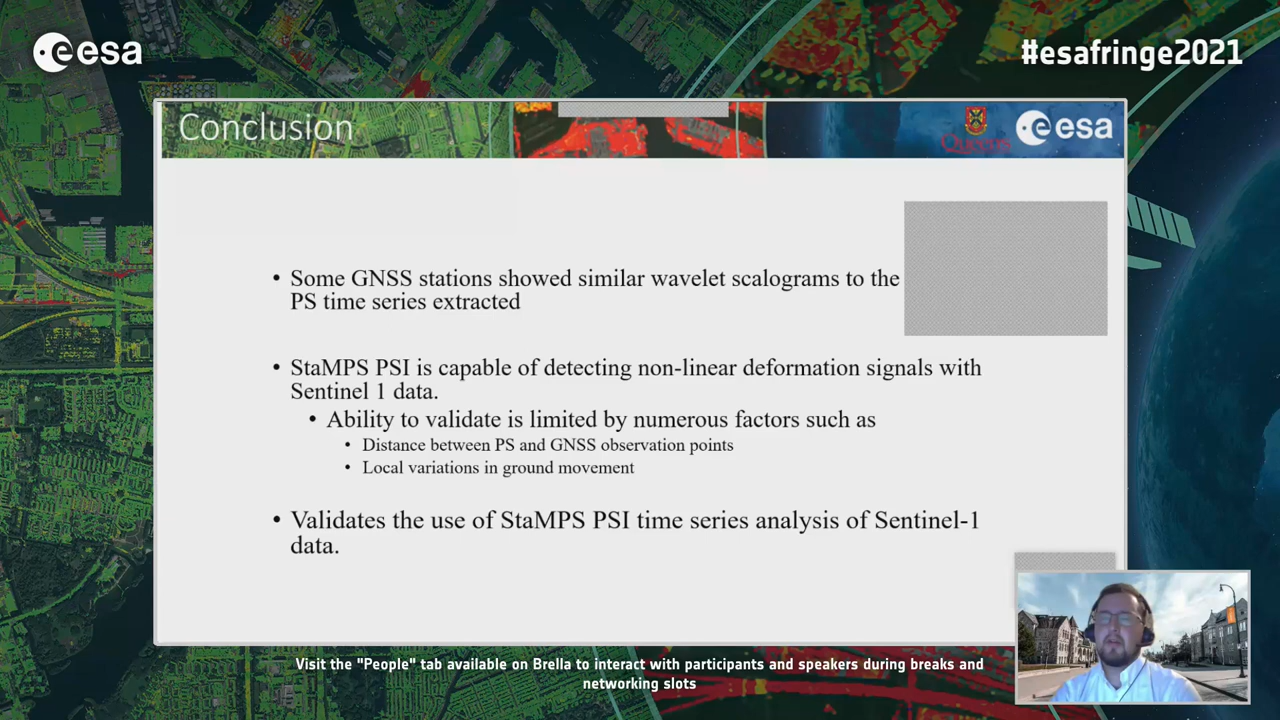 esa
#esafringe2021
Conclusion
QUEEN'S
esa
• Some GNSS stations showed similar wavelet scalograms to the
PS time series extracted
• StaMPS PSI is capable of detecting non-linear deformation signals with
Sentinel 1 data.
• Ability to validate is limited by numerous factors such as
• Distance between PS and GNSS observation points
• Local variations in ground movement
• Validates the use of StaMPS PSI time series analysis of Sentinel-1
data.
Visit the "People" tab available on Brella to interact with participants and speakers during breaks and
networking slots